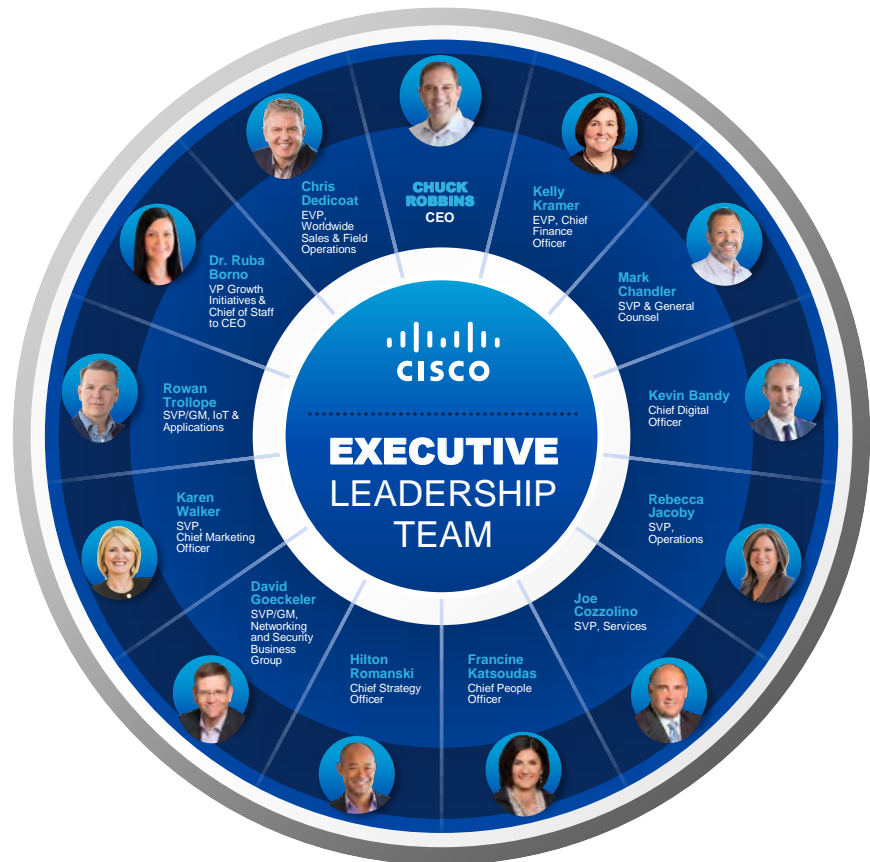 CHUCK
ROBBINS
CEO
Kelly
Kramer
EVP, Chief
Finance
Officer
Mark
Chandler
SVP & General
Counsel
Kevin Bandy
Chief Digital
Officer
Rebecca
Jacoby
SVP,
Operations
Joe
Cozzolino
SVP, Services
Francine
Katsoudas
Chief People
Officer
Hilton
Romanski
Chief Strategy
Officer
David
Goeckeler
SVP/GM,
Networking
and Security
Business
Group
Karen
Walker
SVP,
Chief Marketing
Officer
Rowan
Trollope
SVP/GM, IoT &
Applications
Dr. Ruba
Borno
VP Growth
Initiatives &
Chief of Staff
to CEO
Chris
Dedicoat
EVP,
Worldwide
Sales & Field
Operations
CISCO
EXECUTIVE
LEADERSHIP
TEAM